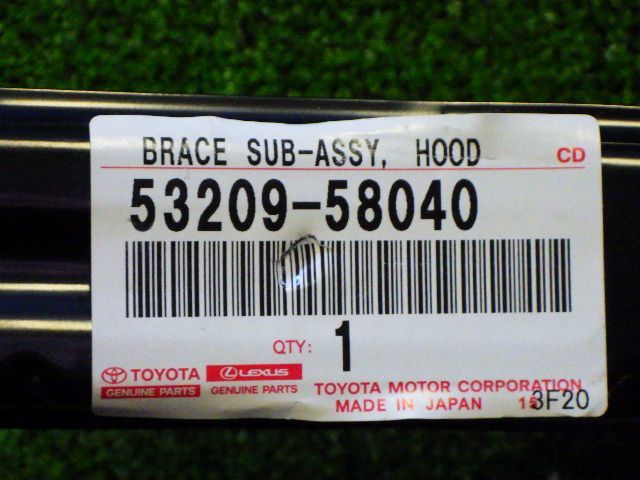 BRACE SUB-ASSY, HOOD CD
53209-58040
QTY: 1
TOYOTA LEXUS
GENUINE PARTS GENUINE PARTS TOYOTA MOTOR CORPORATION
MADE IN JAPAN 3F20